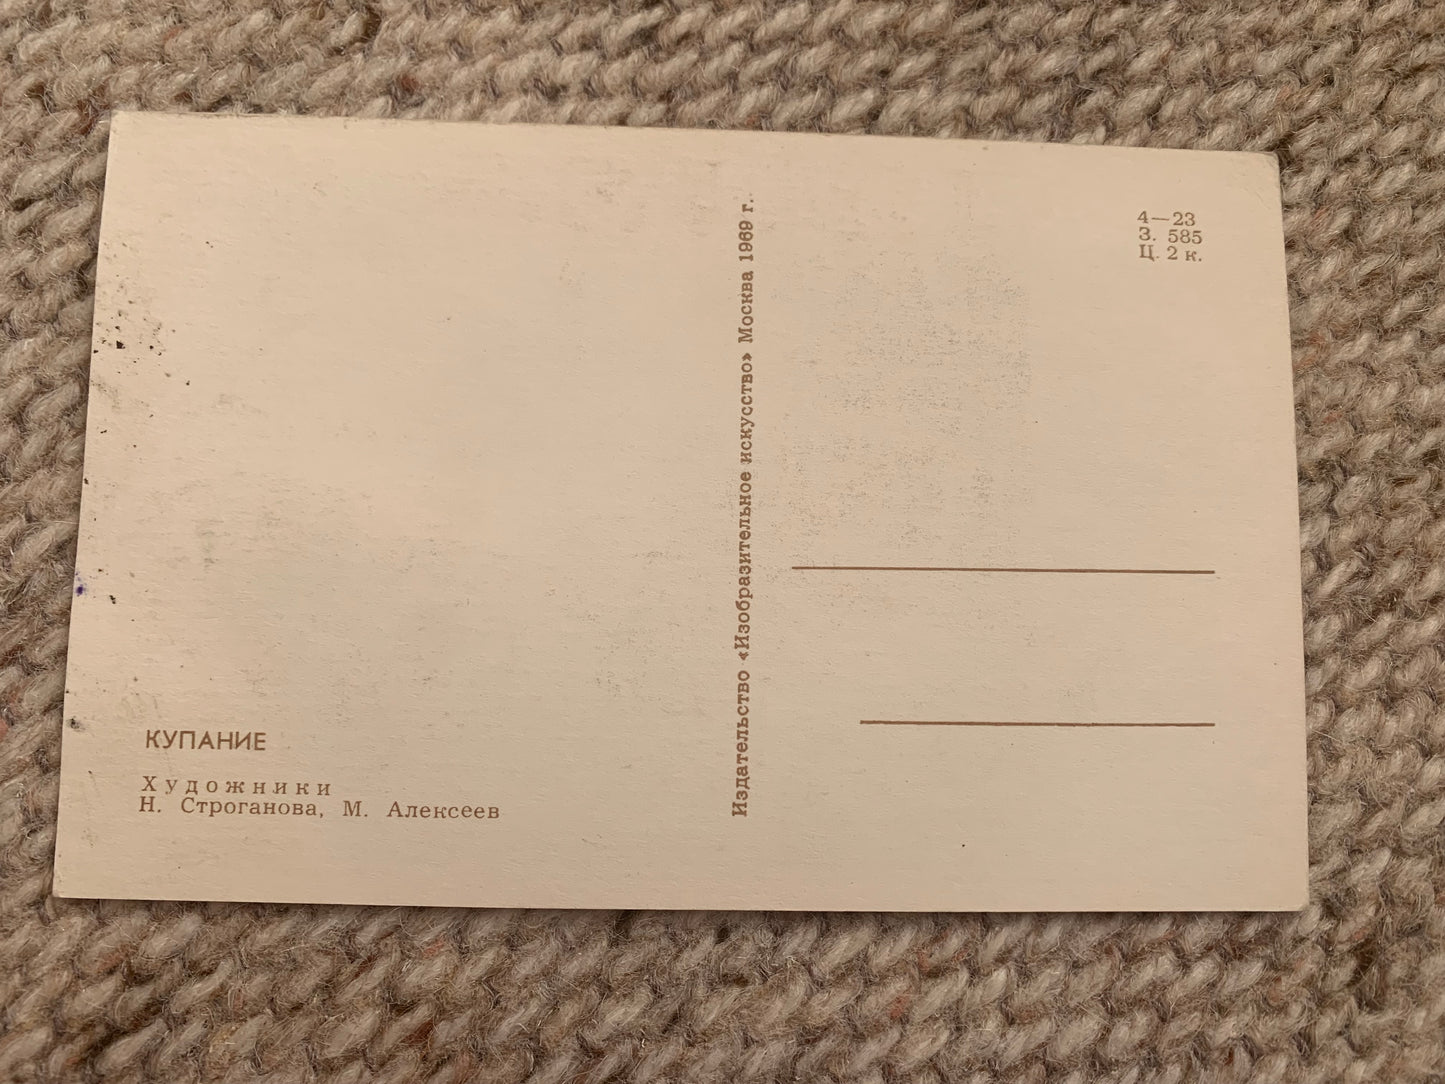 КУПАНИЕ
Художники
Н. Строганова, М. Алексеев
Издательство «Изобразительное искусство» Москва 1969 г.
4—23
З. 585
Ц. 2 к.